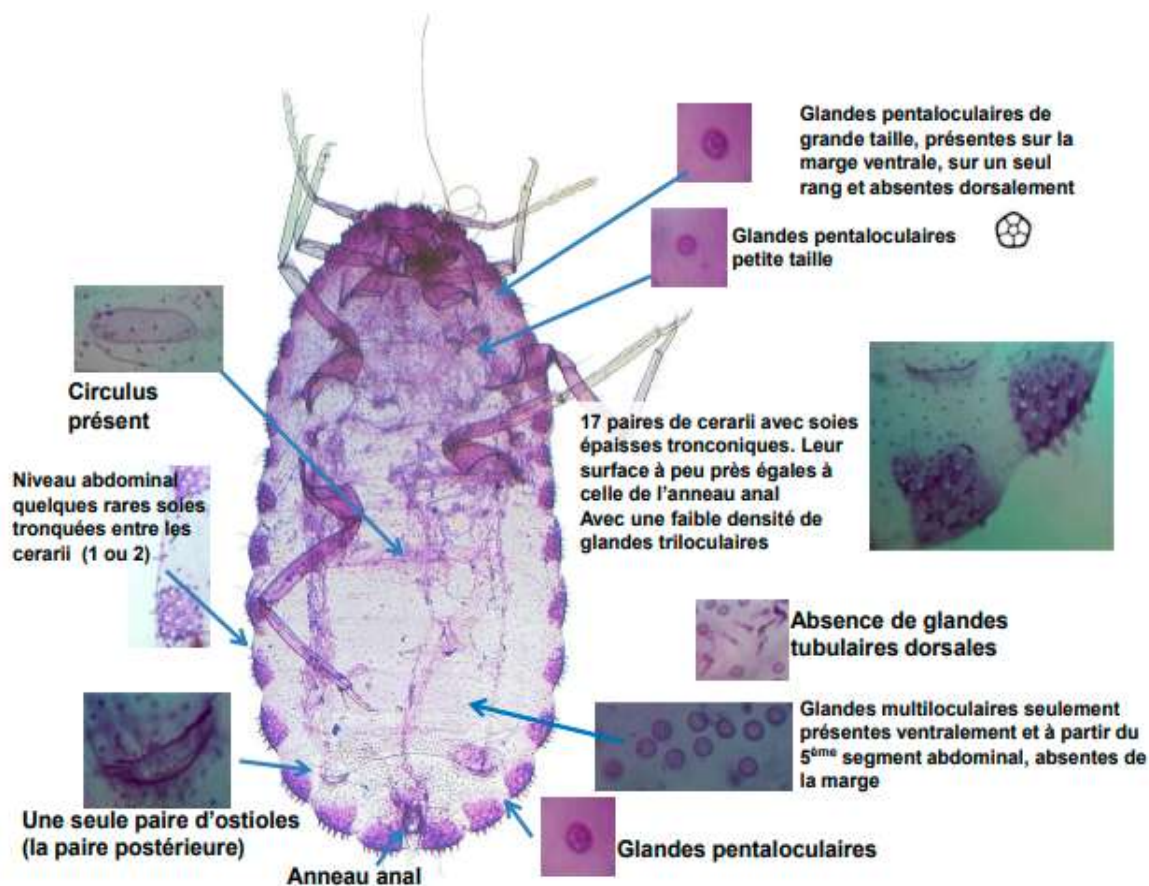 Glandes pentaloculaires de
grande taille, présentes sur la
marge ventrale, sur un seul
rang et absentes dorsalement
Glandes pentaloculaires
petite taille
Circulus
présent
17 paires de cerarii avec soies
épaisses tronconiques. Leur
surface à peu près égales à
celle de l'anneau anal
Avec une faible densité de
glandes triloculaires
Niveau abdominal
quelques rares soies
tronquées entre les
cerarii (1 ou 2)
Absence de glandes
tubulaires dorsales
Glandes multiloculaires seulement
présentes ventralement et à partir du
5ème segment abdominal, absentes de
la marge
Une seule paire d'ostioles
(la paire postérieure)
Glandes pentaloculaires
Anneau anal